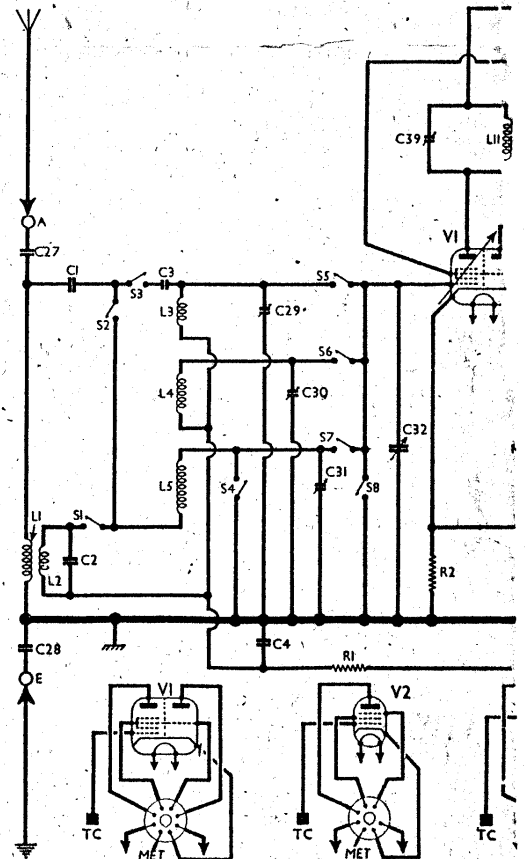 C39
L11
A
V1
C27
C1
S3
C3
S5
S2
L3
C29
S6
L4
C30
S7
C32
L5
S4
C31
S8
L1
S1
L2
C2
R2
C28
C4
R1
E
V1
V2
TC
MET
TC
MET
TC